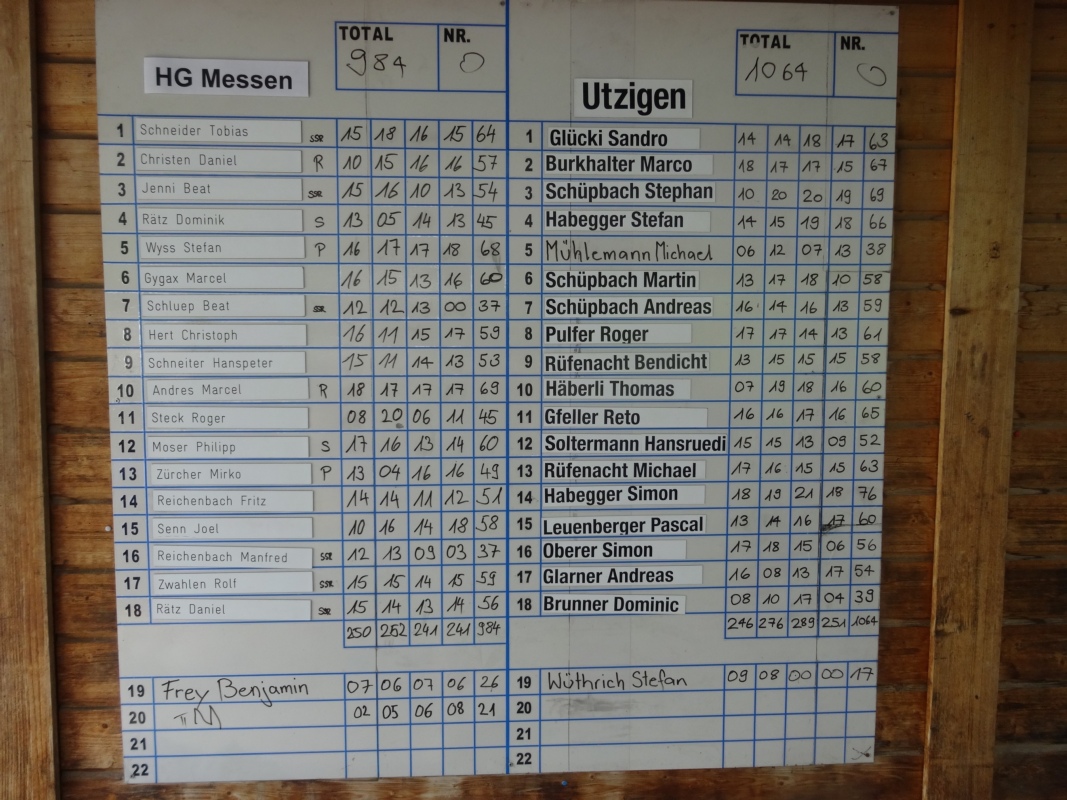 TOTAL NR.
984 0
HG Messen
1 Schneider Tobias SSR 15 18 16 15 64
2 Christen Daniel R 10 15 16 16 57
3 Jenni Beat SSR 15 16 10 13 54
4 Rätz Dominik S 13 05 14 13 45
5 Wyss Stefan P 16 17 17 18 68
6 Gygax Marcel 16 15 13 16 60
7 Schluep Beat SSR 12 12 13 00 37
8 Hert Christoph 16 11 15 17 59
9 Schneiter Hanspeter 15 11 14 13 53
10 Andres Marcel R 18 17 17 17 69
11 Steck Roger 08 20 06 11 45
12 Moser Philipp S 17 16 13 14 60
13 Zürcher Mirko P 13 04 16 16 49
14 Reichenbach Fritz 14 14 11 12 51
15 Senn Joel 10 16 14 18 58
16 Reichenbach Manfred SSR 12 13 09 03 37
17 Zwahlen Rolf SSR 15 15 14 15 59
18 Rätz Daniel SSR 15 14 13 14 56
250 252 241 241 984
19 Frey Benjamin 07 06 07 06 26
20 02 05 06 08 21
21
22
TOTAL NR.
1064 0
Utzigen
1 Glücki Sandro 14 14 18 17 63
2 Burkhalter Marco 18 17 17 15 67
3 Schüpbach Stephan 10 20 20 19 69
4 Habegger Stefan 14 15 19 18 66
5 Mühlemann Michael 06 12 07 13 38
6 Schüpbach Martin 13 17 18 10 58
7 Schüpbach Andreas 16 14 16 13 59
8 Pulfer Roger 17 17 14 13 61
9 Rüfenacht Bendicht 13 15 15 15 58
10 Häberli Thomas 07 19 18 16 60
11 Gfeller Reto 16 16 17 16 65
12 Soltermann Hansruedi 15 15 13 09 52
13 Rüfenacht Michael 17 16 15 15 63
14 Habegger Simon 18 19 21 18 76
15 Leuenberger Pascal 13 14 16 17 60
16 Oberer Simon 17 18 15 06 56
17 Glarner Andreas 16 08 13 17 54
18 Brunner Dominic 08 10 17 04 39
246 276 289 251 1064
19 Wüthrich Stefan 09 08 00 00 17
20
21
22